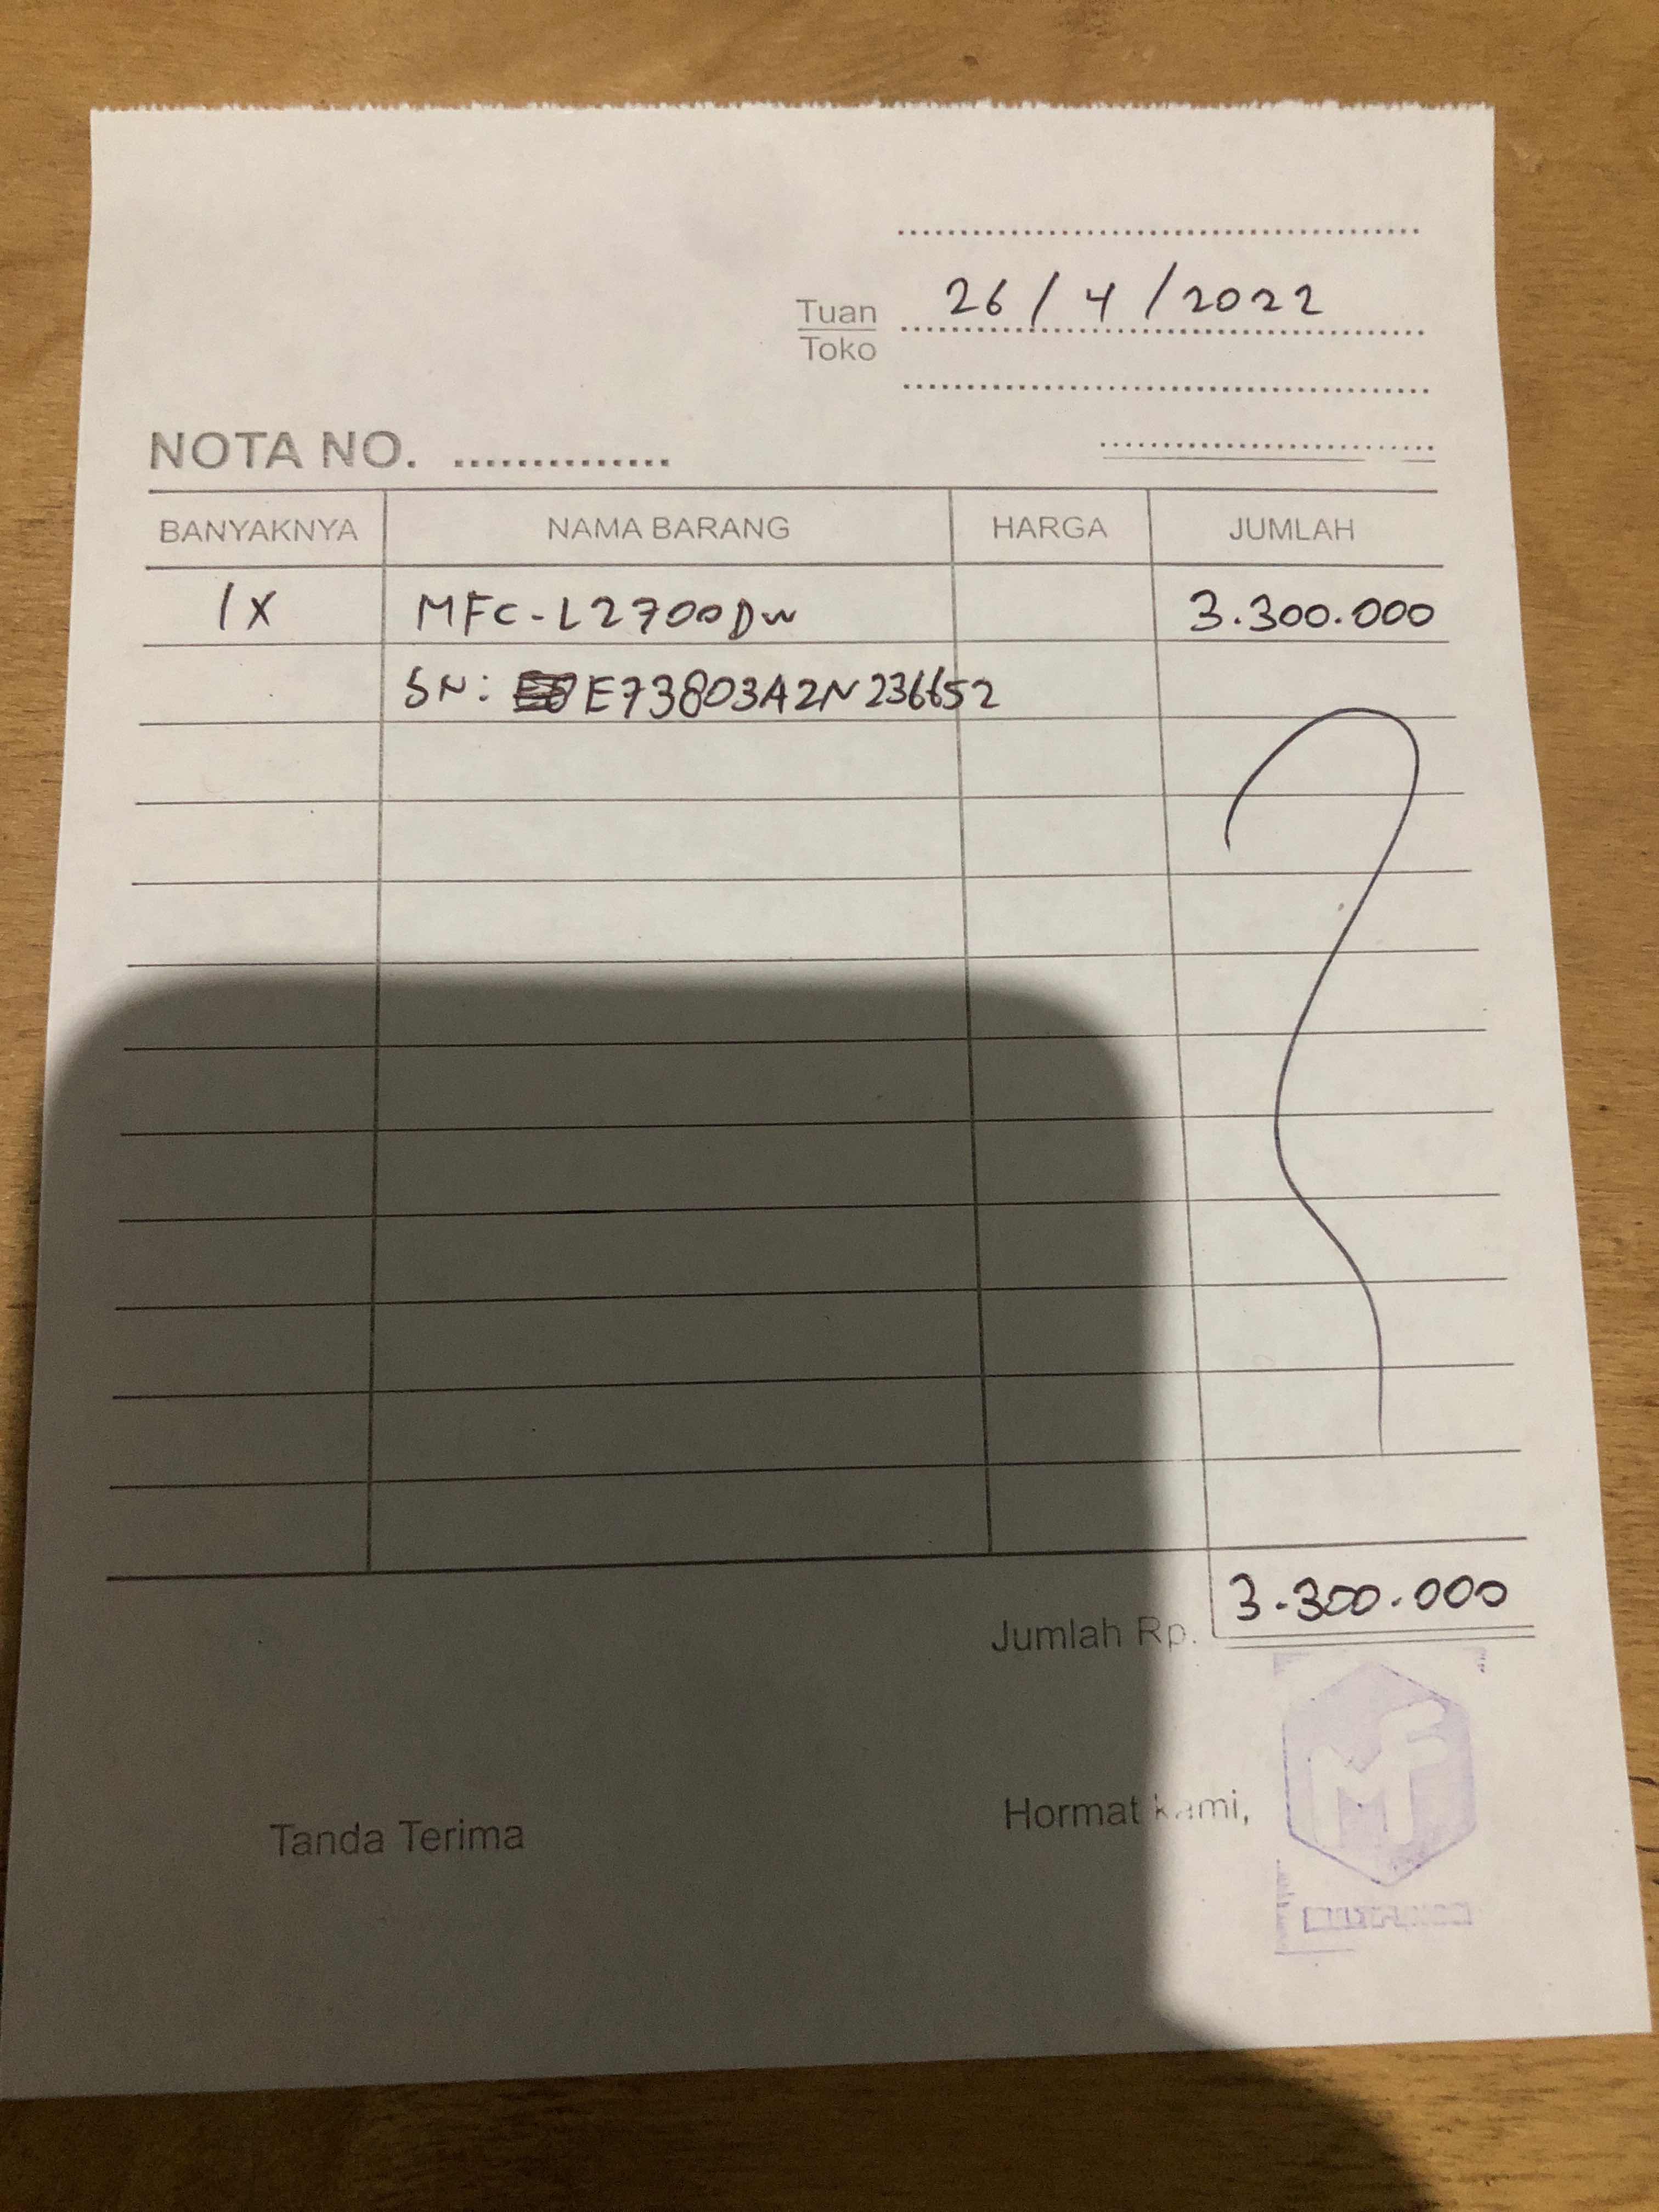 26/4/2022
Tuan
Toko
NOTA NO. ..............
BANYAKNYA NAMA BARANG HARGA JUMLAH
1X MFC-L2700DW 3.300.000
SN: E73803A2N236652
Jumlah Rp. 3.300.000
Tanda Terima Hormat kami,
MF